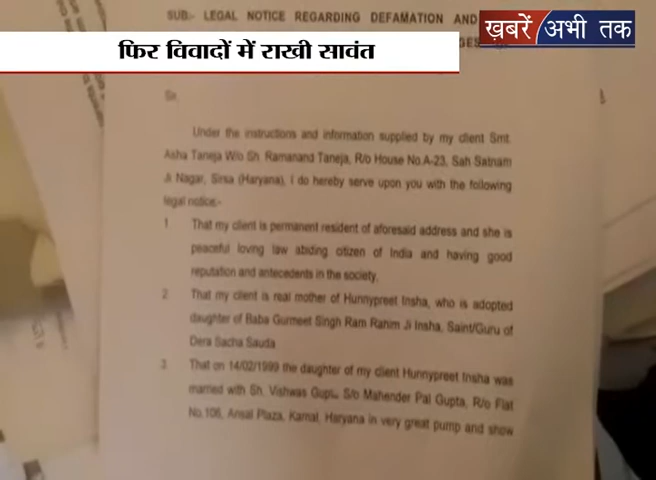 SUB:- LEGAL NOTICE REGARDING DEFAMATION AND
ख़बरें अभी तक
फिर विवादों में राखी सावंत
Sir,
Under the instructions and information supplied by my client Smt.
Asha Taneja W/o Sh. Ramanand Taneja, R/o House No.A-23, Sah Satnam
Ji Nagar, Sirsa (Haryana), I do hereby serve upon you with the following
legal notice:-
1 That my client is permanent resident of aforesaid address and she is
peaceful loving law abiding citizen of India and having good
reputation and antecedents in the society.
2 That my client is real mother of Hunnypreet Insha, who is adopted
daughter of Baba Gurmeet Singh Ram Rahim Ji Insha, Saint/Guru of
Dera Sacha Sauda
3 That on 14/02/1999 the daughter of my client Hunnypreet Insha was
married with Sh. Vishwas Gupta S/o Mahender Pal Gupta, R/o Flat
No.106, Ansal Plaza, Karnal, Haryana in very great pump and show